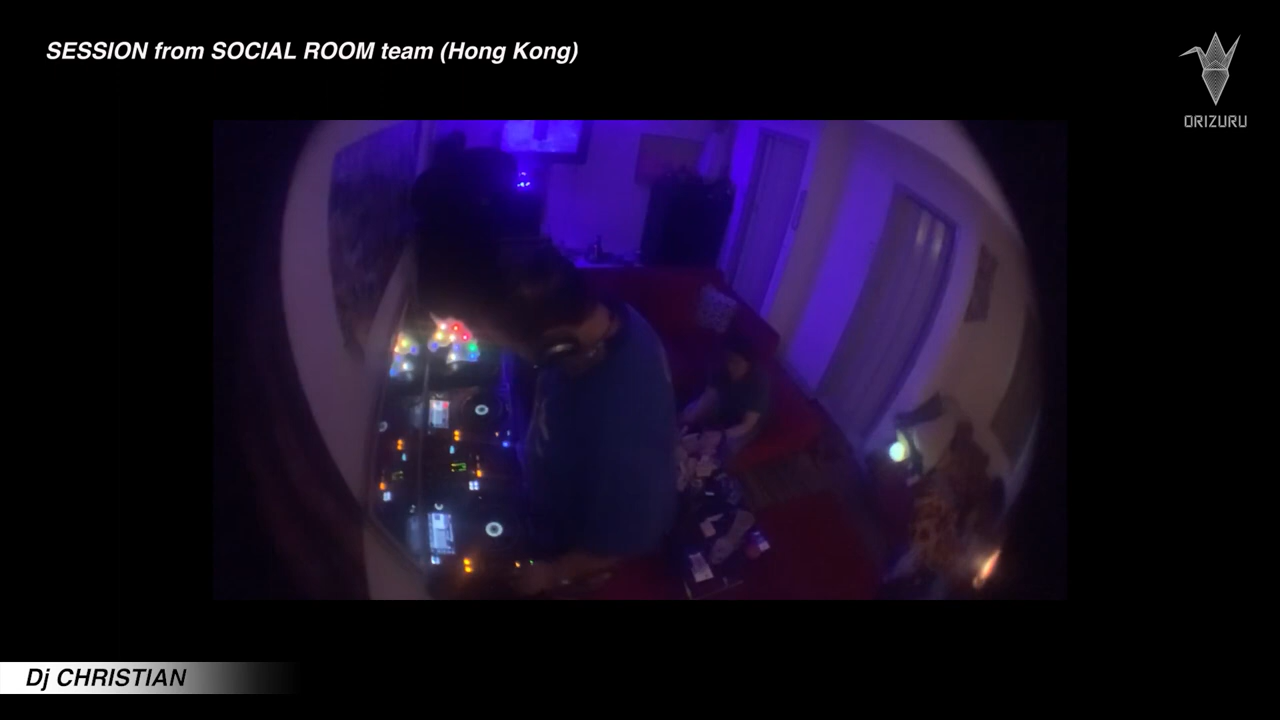 SESSION from SOCIAL ROOM team (Hong Kong)
ORIZURU
Dj CHRISTIAN